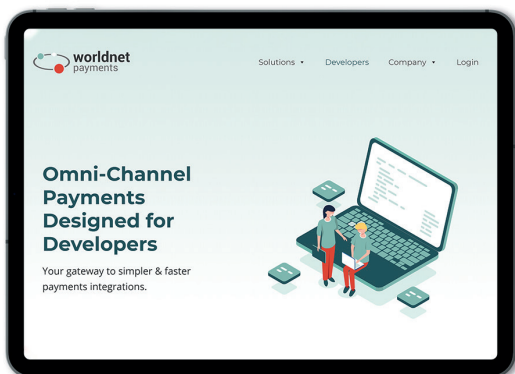 worldnet
payments
Solutions Developers Company Login
Omni-Channel
Payments
Designed for
Developers
Your gateway to simpler & faster
payments integrations.